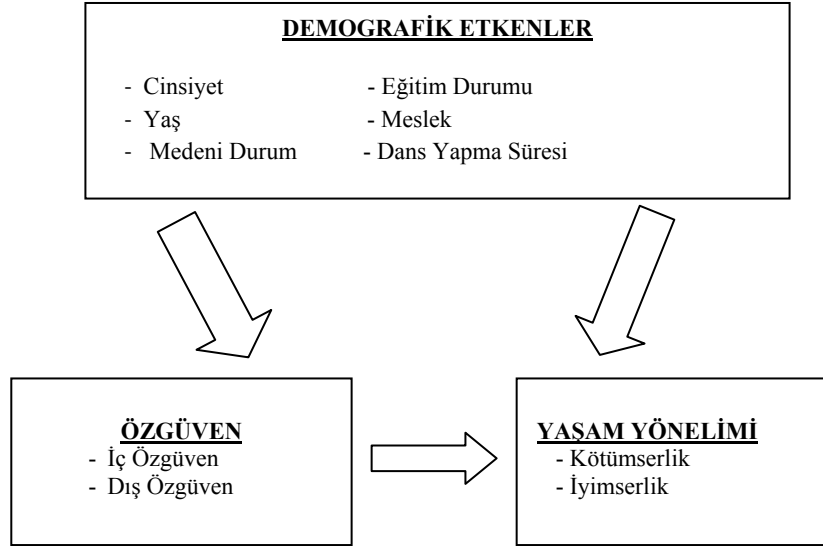 DEMOGRAFİK ETKENLER
- Cinsiyet - Eğitim Durumu
- Yaş - Meslek
- Medeni Durum - Dans Yapma Süresi
ÖZGÜVEN
- İç Özgüven
- Dış Özgüven
YAŞAM YÖNELİMİ
- Kötümserlik
- İyimserlik